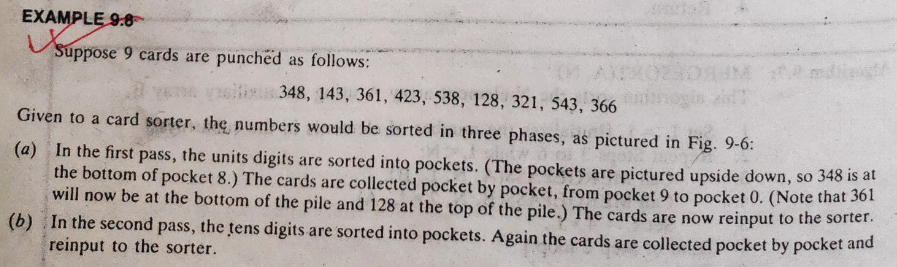 EXAMPLE 9.8
Suppose 9 cards are punched as follows:
348, 143, 361, 423, 538, 128, 321, 543, 366
Given to a card sorter, the numbers would be sorted in three phases, as pictured in Fig. 9-6:
(a) In the first pass, the units digits are sorted into pockets. (The pockets are pictured upside down, so 348 is at
the bottom of pocket 8.) The cards are collected pocket by pocket, from pocket 9 to pocket 0. (Note that 361
will now be at the bottom of the pile and 128 at the top of the pile.) The cards are now reinput to the sorter.
(b) In the second pass, the tens digits are sorted into pockets. Again the cards are collected pocket by pocket and
reinput to the sorter.